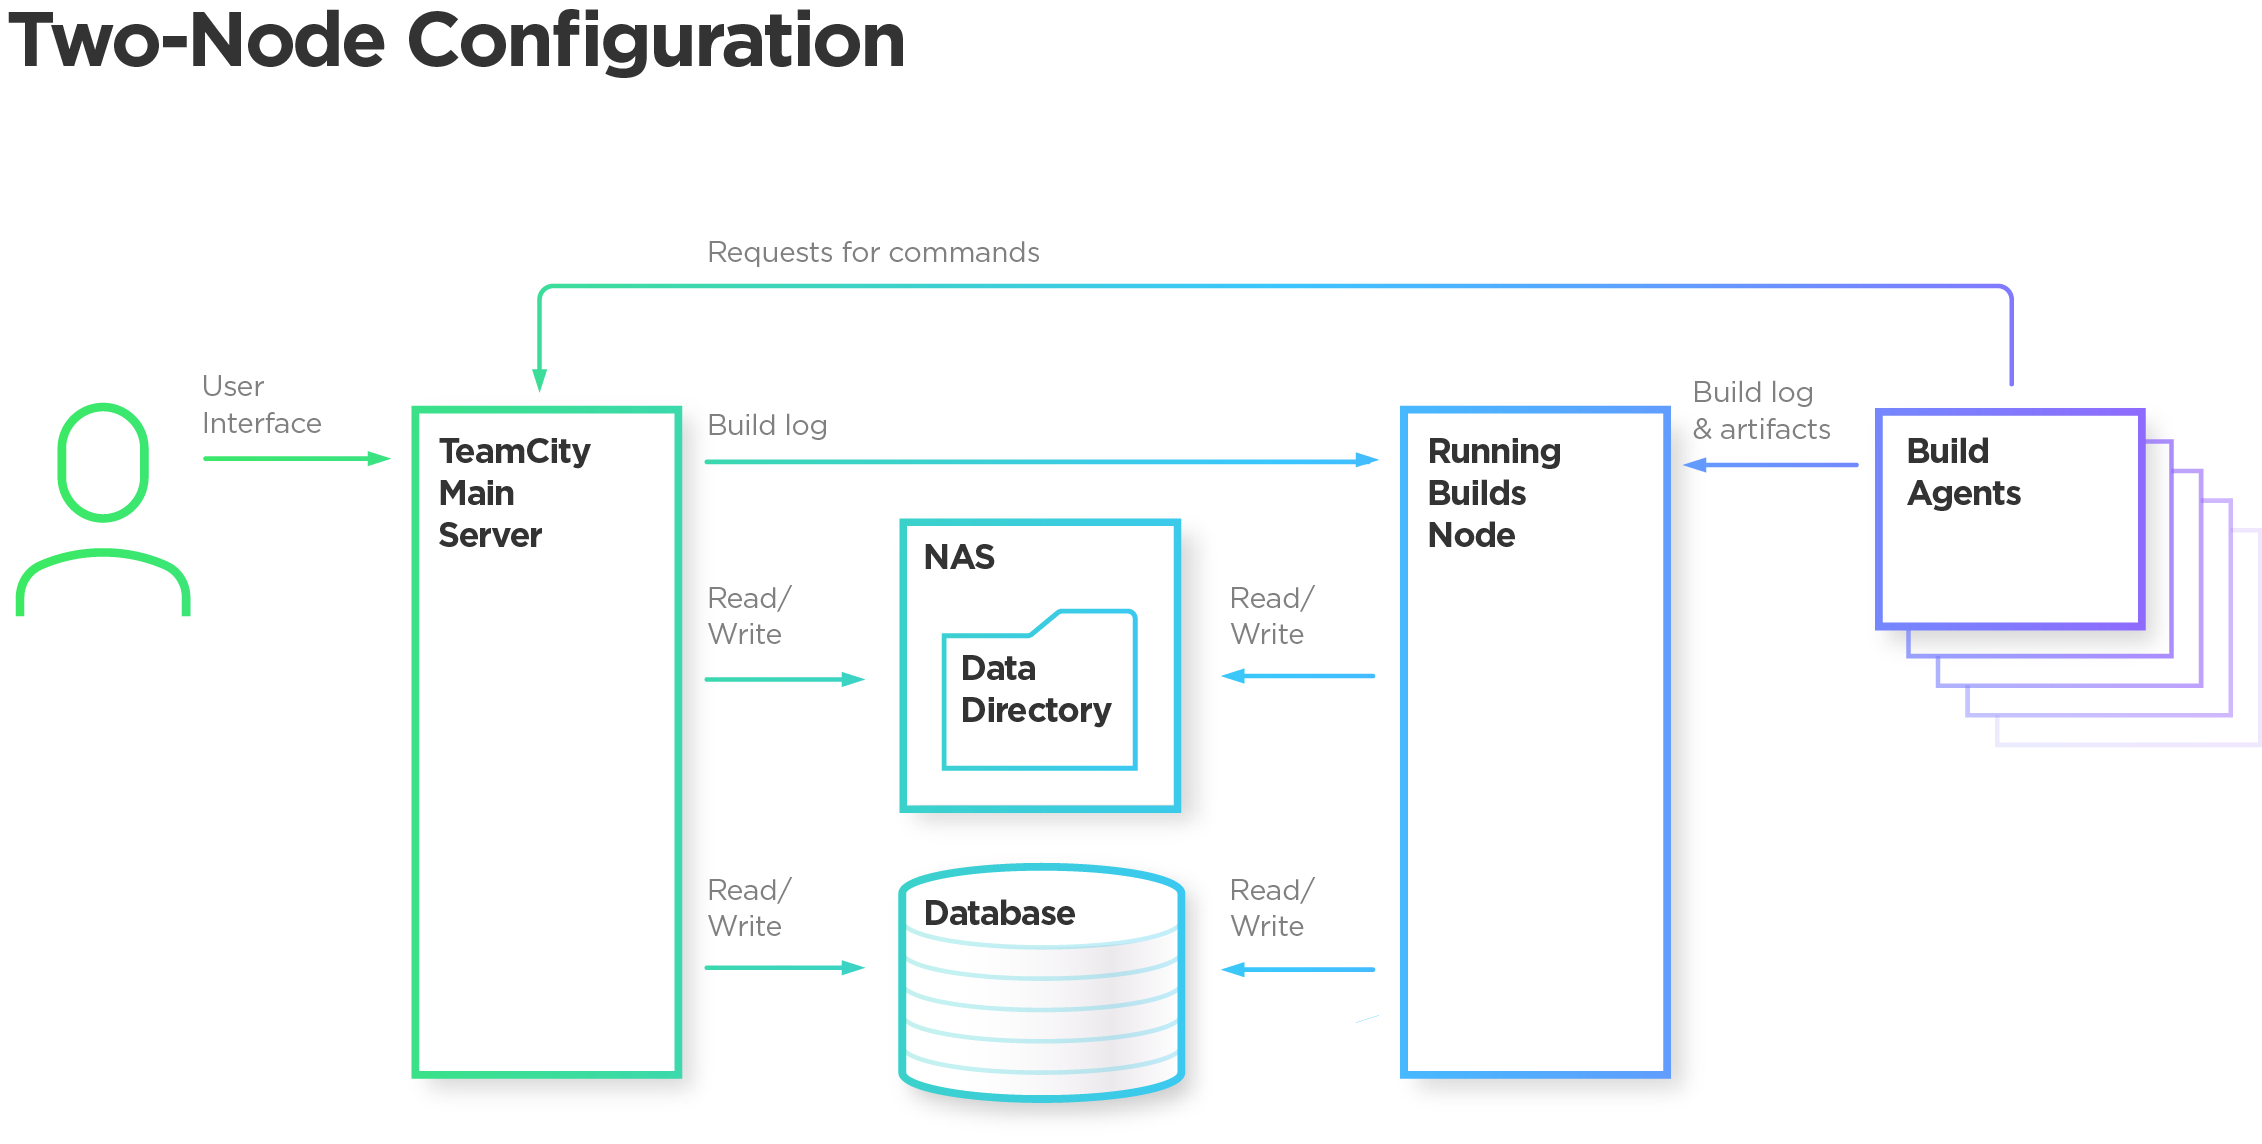 Two-Node Configuration
Requests for commands
User
Interface
TeamCity
Main
Server
Build log
NAS
Data
Directory
Read/
Write
Read/
Write
Read/
Write
Database
Read/
Write
Running
Builds
Node
Build log
& artifacts
Build
Agents